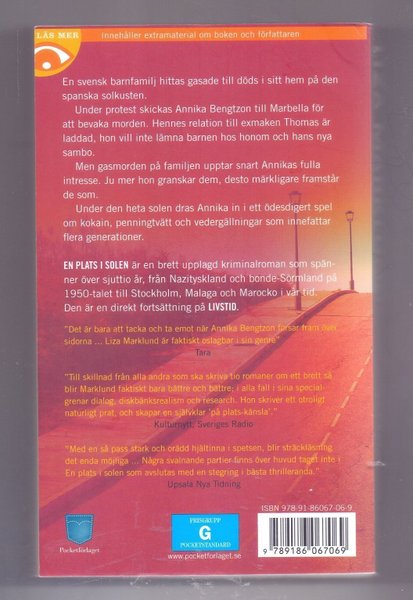 LÄS MER
Innehåller extramaterial om boken och författaren
En svensk barnfamilj hittas gasade till döds i sitt hem på den
spanska solkusten.
Under protest skickas Annika Bengtzon till Marbella för
att bevaka morden. Hennes relation till exmaken Thomas är
laddad, hon vill inte lämna barnen hos honom och hans nya
sambo.
Men gasmorden på familjen upptar snart Annikas fulla
intresse. Ju mer hon granskar dem, desto märkligare framstår
de som.
Under den heta solen dras Annika in i ett ödesdigert spel
om kokain, penningtvätt och vedergällningar som innefattar
flera generationer.
EN PLATS I SOLEN är en brett upplagd kriminalroman som spän-
ner över sjuttio år, från Nazityskland och bonde-Sörmland på
1950-talet till Stockholm, Malaga och Marocko i vår tid.
Den är en direkt fortsättning på LIVSTID.
"Det är bara att tacka och ta emot när Annika Bengtzon forsar fram över
sidorna ... Liza Marklund är faktiskt oslagbar i sin genre"
Tara
"Till skillnad från alla andra som ska skriva tio romaner om ett brett så
blir Marklund faktiskt bara bättre och bättre; i alla fall i sina special-
grenar dialog, diskbänksrealism och research. Hon skriver ett otroligt
naturligt prat, och skapar en självklar 'på plats-känsla'."
Kulturnytt, Sveriges Radio
"Med en så pass stark och orädd hjältinna i spetsen, blir sträckläsning
det enda möjliga ... Några svalnande partier finns över huvud taget inte i
En plats i solen som avslutas med en stegring i bästa thrilleranda."
Upsala Nya Tidning
Pocketförlaget
PRISGRUPP
G
POCKETSTANDARD
www.pocketforlaget.se
ISBN 978-91-86067-06-9
9 789186 067069